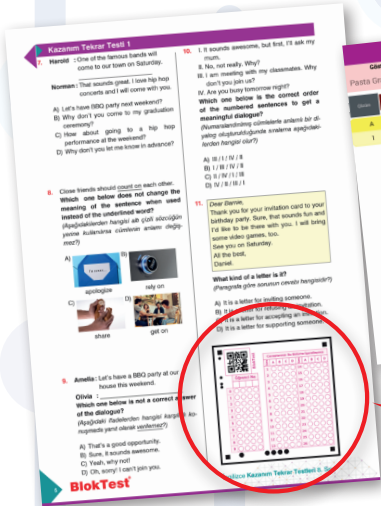 Kazanım Tekrar Testi 1
7. Harold : One of the famous bands will
come to our town on Saturday.
Norman : That sounds great. I love hip hop
concerts and I will come with you.
A) Let's have BBQ party next weekend?
B) Why don't you come to my graduation
ceremony?
C) How about going to a hip hop
performance at the weekend?
D) Why don't you let me know in advance?
8. Close friends should count on each other.
Which one below does not change the
meaning of the sentence when used
instead of the underlined word?
(Aşağıdakilerden hangisi altı çizili sözcüğün
yerine kullanılırsa cümlenin anlamı değiş-
mez?)
A)
B)
apologize
rely on
C)
D)
share
get on
9. Amelia : Let's have a BBQ party at our
house this weekend.
Olivia :
Which one below is not a correct answer
of the dialogue?
(Aşağıdaki ifadelerden hangisi karşılıklı ko-
nuşmada yanıt olarak verilemez?)
A) That's a good opportunity.
B) Sure, it sounds awesome.
C) Yeah, why not!
D) Oh, sorry! I can't join you.
BlokTest
10. I. It sounds awesome, but first, I'll ask my
mum.
II. No, not really. Why?
III. I am meeting with my classmates. Why
don't you join us?
IV. Are you busy tomorrow night?
Which one below is the correct order
of the numbered sentences to get a
meaningful dialogue?
(Numaralandırılmış cümlelerle anlamlı bir di-
yalog oluşturulduğunda sıralama aşağıdaki-
lerden hangisi olur?)
A) III / I / IV / II
B) I / III / IV / II
C) II / IV / I / III
D) IV / II / III / I
11. Dear Barnie,
Thank you for your invitation card to your
birthday party. Sure, that sounds fun and
I'd like to be there with you. I will bring
some video games, too.
See you on Saturday.
All the best,
Daniel.
What kind of a letter is it?
(Paragrafa göre sorunun cevabı hangisidir?)
A) It is a letter for inviting someone.
B) It is a letter for refusing an invitation.
C) It is a letter for accepting an invitation.
D) It is a letter for supporting someone.
Kazanım Tekrar Testleri 8.
Pasta Gr
A
1